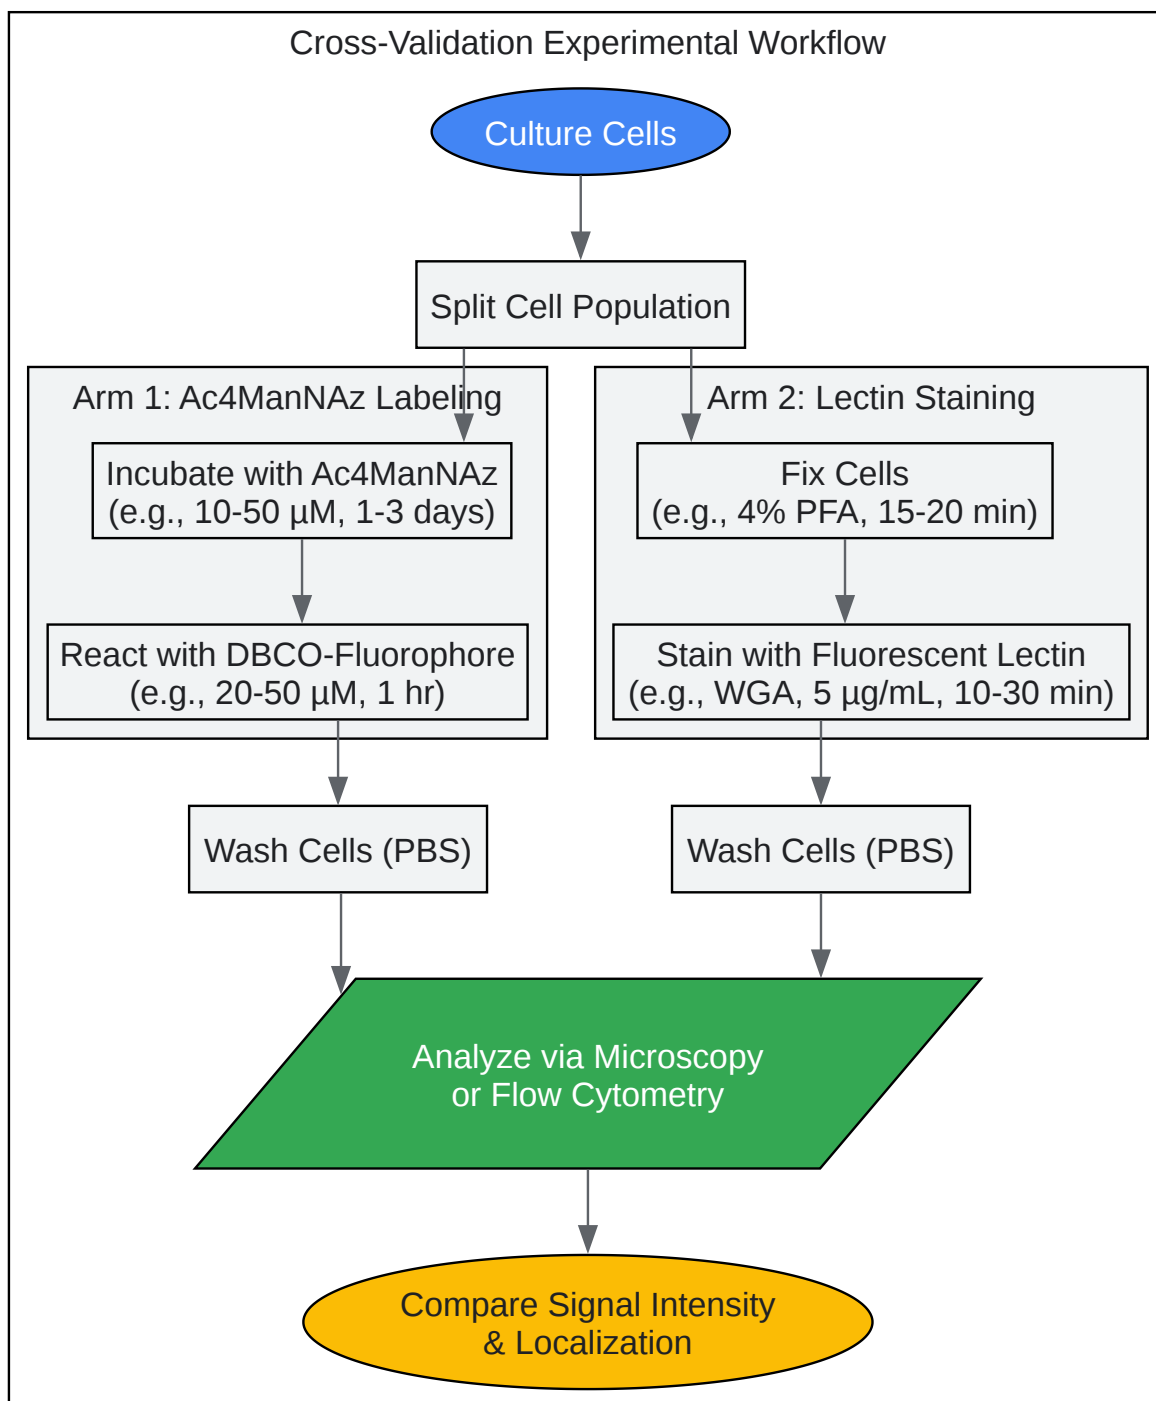 Cross-Validation Experimental Workflow
Culture Cells
Split Cell Population
Arm 1: Ac4ManNAz Labeling
Incubate with Ac4ManNAz
(e.g., 10-50 µM, 1-3 days)
React with DBCO-Fluorophore
(e.g., 20-50 µM, 1 hr)
Wash Cells (PBS)
Arm 2: Lectin Staining
Fix Cells
(e.g., 4% PFA, 15-20 min)
Stain with Fluorescent Lectin
(e.g., WGA, 5 µg/mL, 10-30 min)
Wash Cells (PBS)
Analyze via Microscopy
or Flow Cytometry
Compare Signal Intensity
& Localization